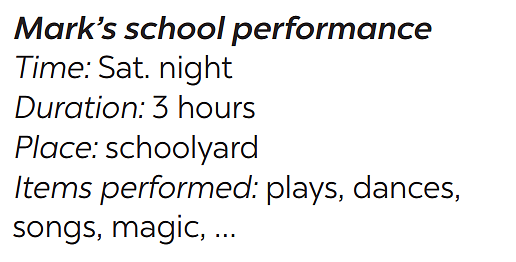 Mark’s school performance
Time: Sat. night
Duration: 3 hours
Place: schoolyard
Items performed: plays, dances,
songs, magic, ...